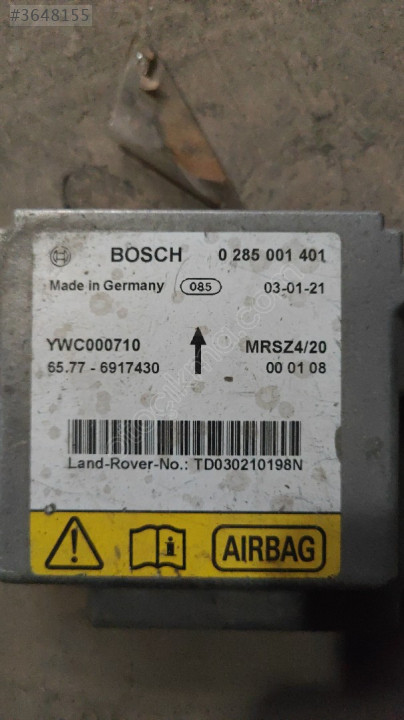 #3648155
BOSCH 0 285 001 401
Made in Germany 085 03-01-21
YWC000710 MRSZ4/20
65.77 - 6917430 00 01 08
Land-Rover-No.: TD030210198N
AIRBAG